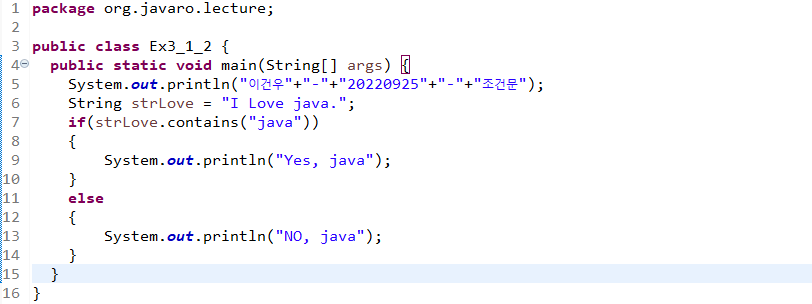 1 package org.javaro.lecture;
2
3 public class Ex3_1_2 {
4 public static void main(String[] args) {
5 System.out.println("이건우"+"-"+"20220925"+"-"+"조건문");
6 String strLove = "I Love java.";
7 if(strLove.contains("java"))
8 {
9 System.out.println("Yes, java");
10 }
11 else
12 {
13 System.out.println("NO, java");
14 }
15 }
16 }